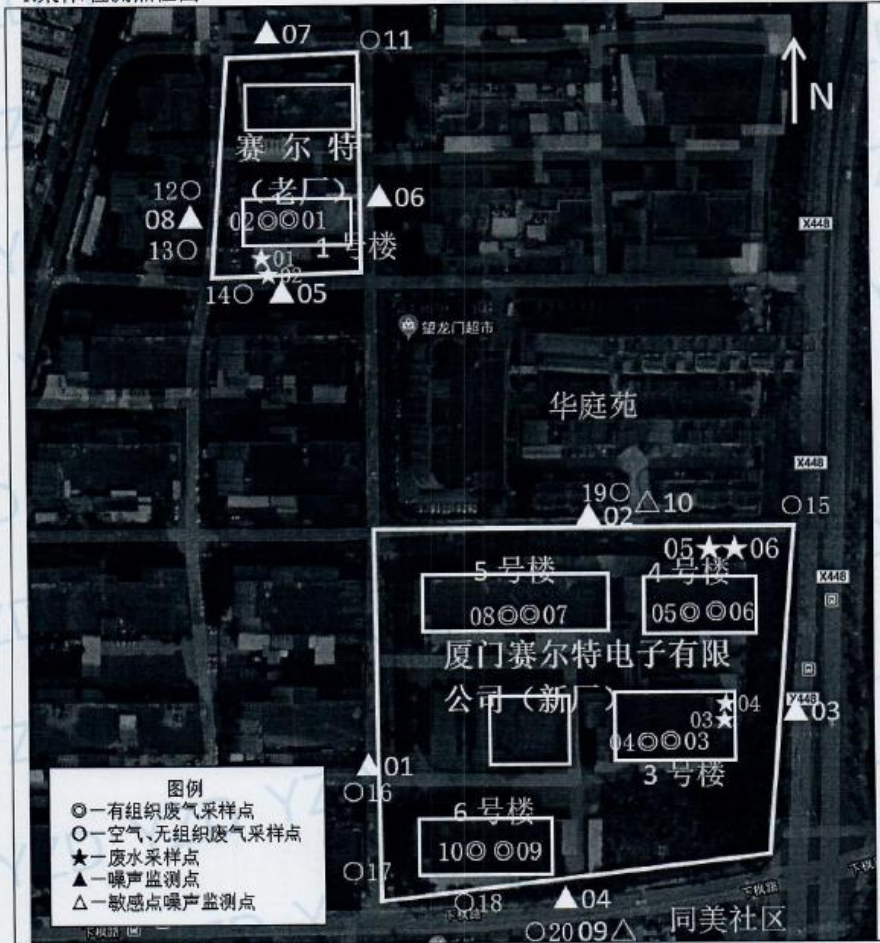 ▲07
○11
N
赛 尔 特
（老厂）
12○
▲06
08▲
02◎◎01
13○
1 号楼
★01
★02
14○
▲05
X448
望龙门超市
华庭苑
X448
19○
△10
▲02
○15
05★★06
5 号楼
4 号楼
X448
08◎◎07
05◎ ◎06
厦门赛尔特电子有限
公司（新厂）
★04
03★
X448
▲03
04◎◎03
3 号楼
▲01
○16
6 号楼
10◎ ◎09
○17
○18
▲04
下枫路
○20 09△
同美社区
图例
◎—有组织废气采样点
○—空气、无组织废气采样点
★—废水采样点
▲—噪声监测点
△—敏感点噪声监测点